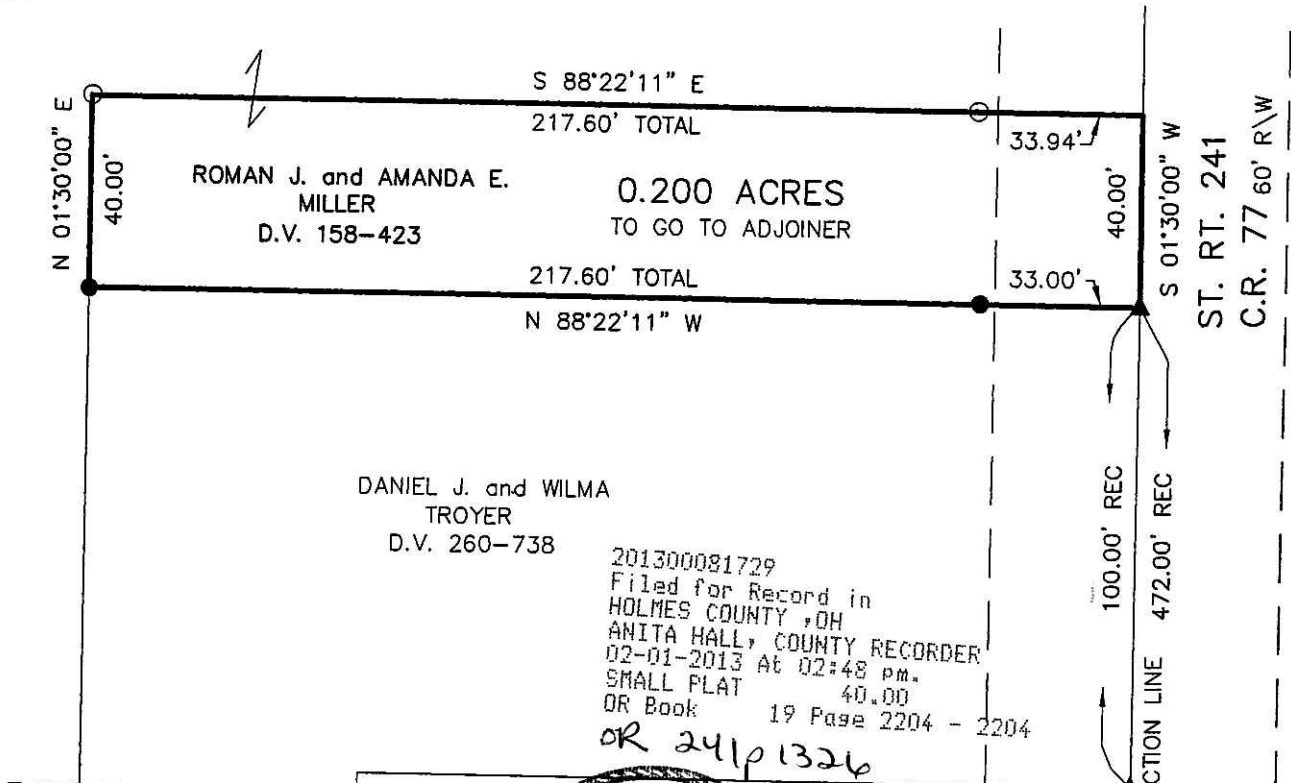 S 88°22'11" E
217.60' TOTAL
33.94'
N 01°30'00" E
40.00'
ROMAN J. and AMANDA E.
MILLER
D.V. 158-423
0.200 ACRES
TO GO TO ADJOINER
40.00'
S 01°30'00" W
ST. RT. 241
C.R. 77 60' R\W
217.60' TOTAL
33.00'
N 88°22'11" W
DANIEL J. and WILMA
TROYER
D.V. 260-738
100.00' REC
472.00' REC
CTION LINE
201300081729
Filed for Record in
HOLMES COUNTY ,OH
ANITA HALL, COUNTY RECORDER
02-01-2013 At 02:48 pm.
SMALL PLAT 40.00
OR Book 19 Page 2204 - 2204
OR 241p 1326